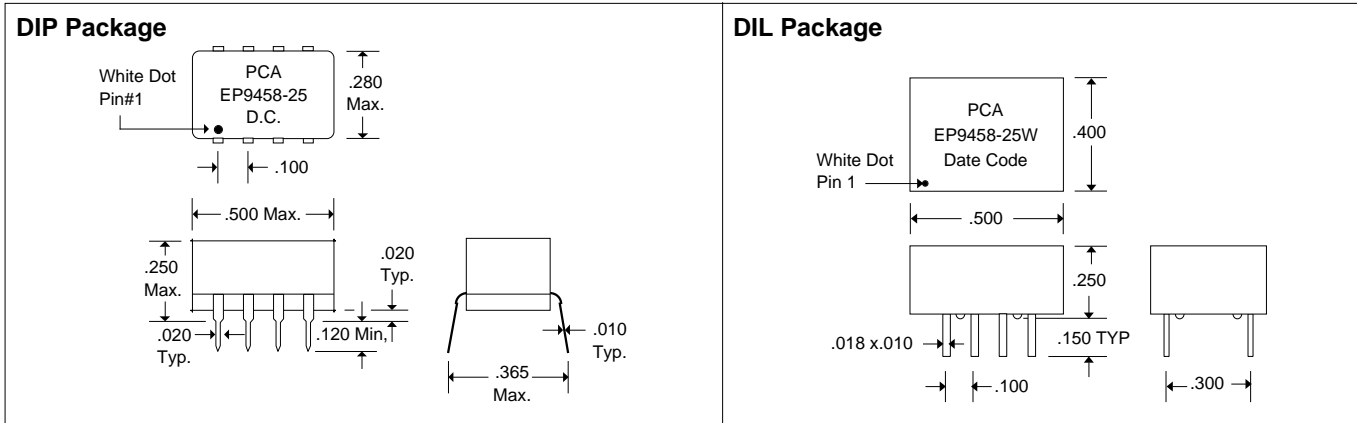 DIP Package
White Dot
Pin#1
PCA
EP9458-25
D.C.
.280
Max.
.100
.500 Max.
.250
Max.
.020
Typ.
.020
Typ.
.120 Min,
.010
Typ.
.365
Max.
DIL Package
PCA
EP9458-25W
Date Code
White Dot
Pin 1
.400
.500
.250
.018 x.010
.150 TYP
.100
.300